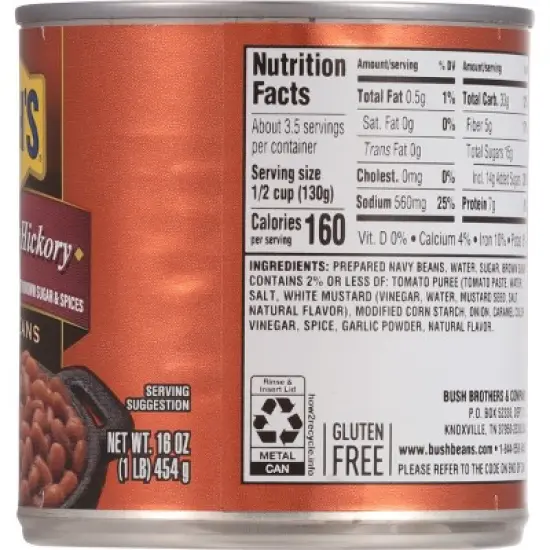 'S
Hickory
BROWN SUGAR & SPICES
ANS
SERVING
SUGGESTION
NET WT. 16 OZ
(1 LB) 454 g
Nutrition
Facts
About 3.5 servings
per container
Serving size
1/2 cup (130g)
Calories 160
per serving
Amount/serving % DV Amount/serving
Total Fat 0.5g 1% Total Carb. 33g
Sat. Fat 0g 0% Fiber 5g
Trans Fat 0g Total Sugars 15g
Cholest. 0mg 0% Incl. 14g Added Sugar
Sodium 560mg 25% Protein 7g
Vit. D 0% • Calcium 4% • Iron 10% •
INGREDIENTS: PREPARED NAVY BEANS, WATER, SUGAR, BROWN
CONTAINS 2% OR LESS OF: TOMATO PUREE (TOMATO PASTE, WATER
SALT, WHITE MUSTARD (VINEGAR, WATER, MUSTARD SEED, SALT
NATURAL FLAVOR), MODIFIED CORN STARCH, ONION, CARAMEL
VINEGAR, SPICE, GARLIC POWDER, NATURAL FLAVOR.
Rinse &
Insert Lid
METAL
CAN
how2recycle.info
GLUTEN
FREE
BUSH BROTHERS &
P.O. BOX 52330,
KNOXVILLE, TN
www.bushbeans •
PLEASE REFER TO THE CODE ON END OF